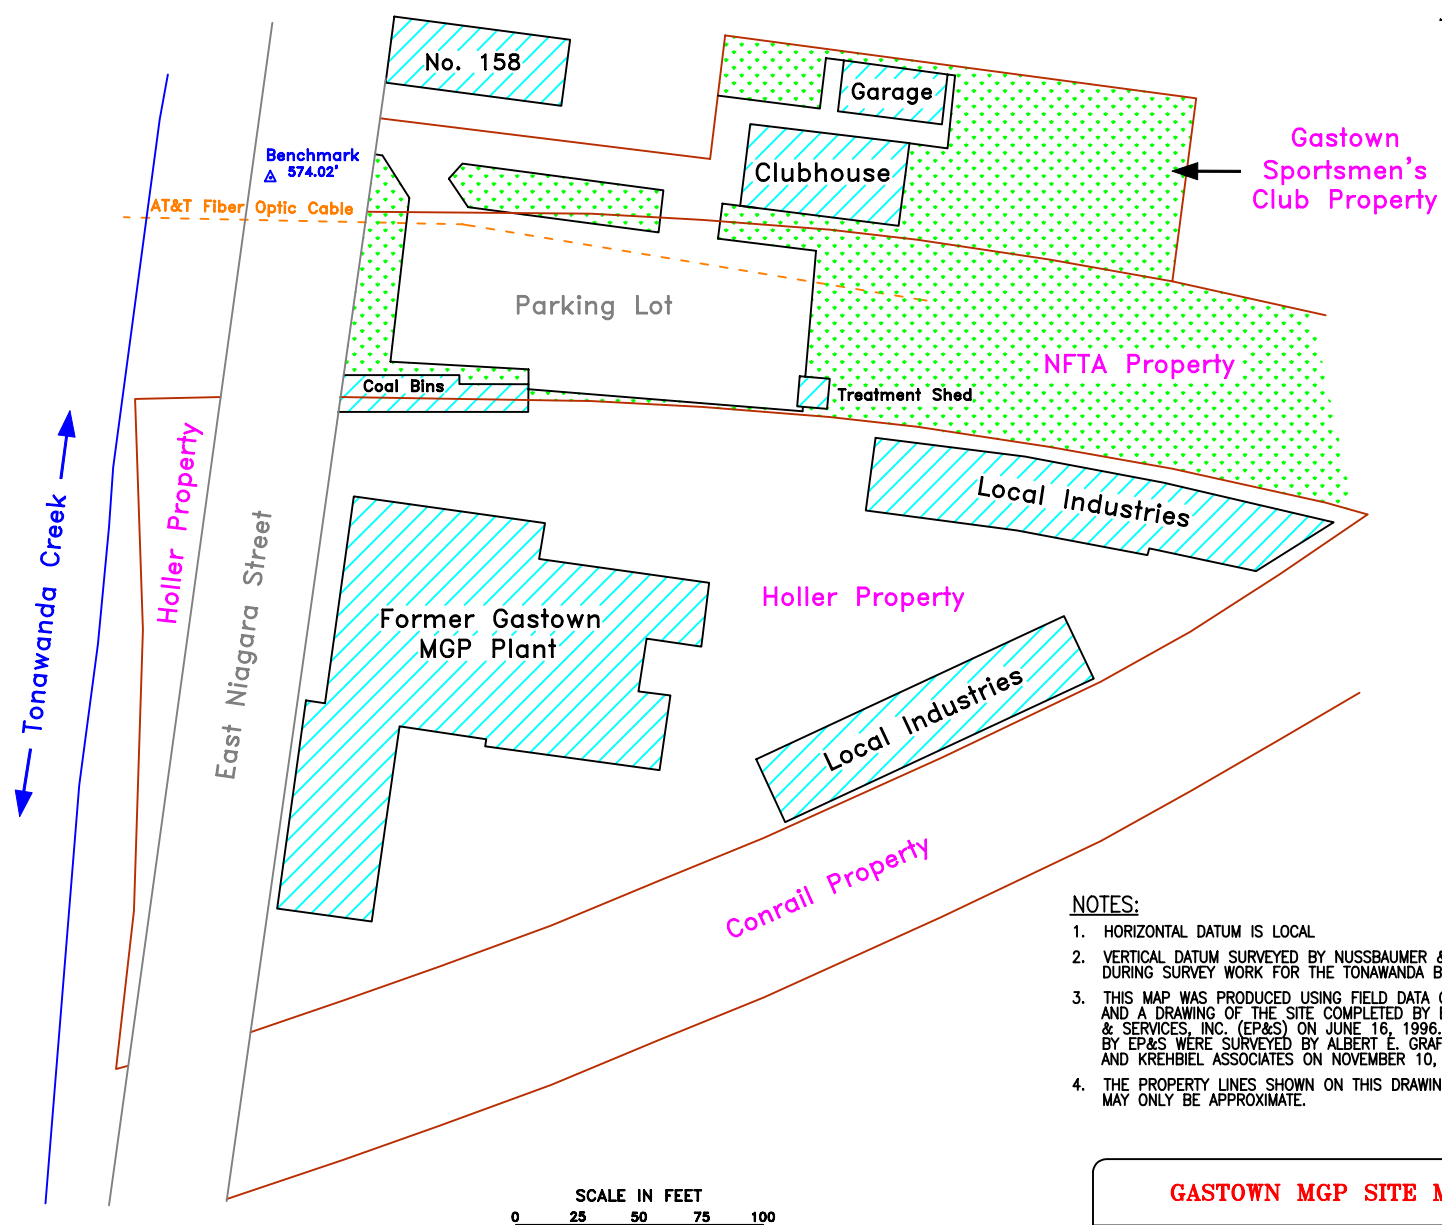 No. 158
Garage
Clubhouse
Gastown
Sportsmen's
Club Property
Benchmark
574.02'
AT&T Fiber Optic Cable
Parking Lot
NFTA Property
Coal Bins
Treatment Shed
Holler Property
Tonawanda Creek
East Niagara Street
Local Industries
Holler Property
Former Gastown
MGP Plant
Local Industries
Conrail Property
NOTES:
1. HORIZONTAL DATUM IS LOCAL
2. VERTICAL DATUM SURVEYED BY NUSSBAUMER &
DURING SURVEY WORK FOR THE TONAWANDA B
3. THIS MAP WAS PRODUCED USING FIELD DATA
AND A DRAWING OF THE SITE COMPLETED BY
& SERVICES, INC. (EP&S) ON JUNE 16, 1996.
BY EP&S WERE SURVEYED BY ALBERT E. GRAF
AND KREHBIEL ASSOCIATES ON NOVEMBER 10,
4. THE PROPERTY LINES SHOWN ON THIS DRAWIN
MAY ONLY BE APPROXIMATE.
SCALE IN FEET
0 25 50 75 100
GASTOWN MGP SITE M